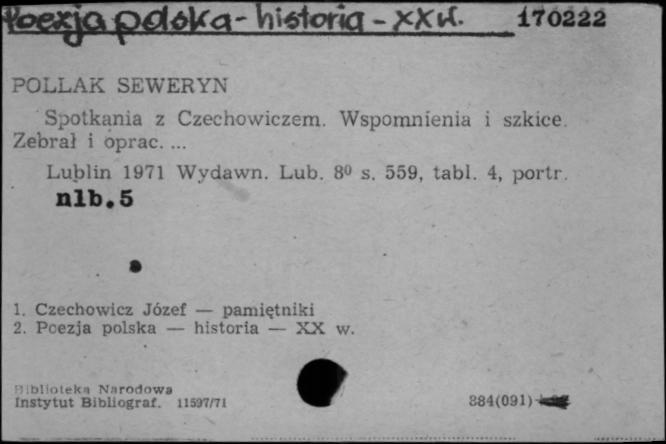 Poezja polska - historia - XX w. 170222
POLLAK SEWERYN
Spotkania z Czechowiczem. Wspomnienia i szkice.
Zebrał i oprac. ...
Lublin 1971 Wydawn. Lub. 8⁰ s. 559, tabl. 4, portr.
nlb. 5
1. Czechowicz Józef — pamiętniki
2. Poezja polska — historia — XX w.
Biblioteka Narodowa
Instytut Bibliograf. 11597/71 884(091)